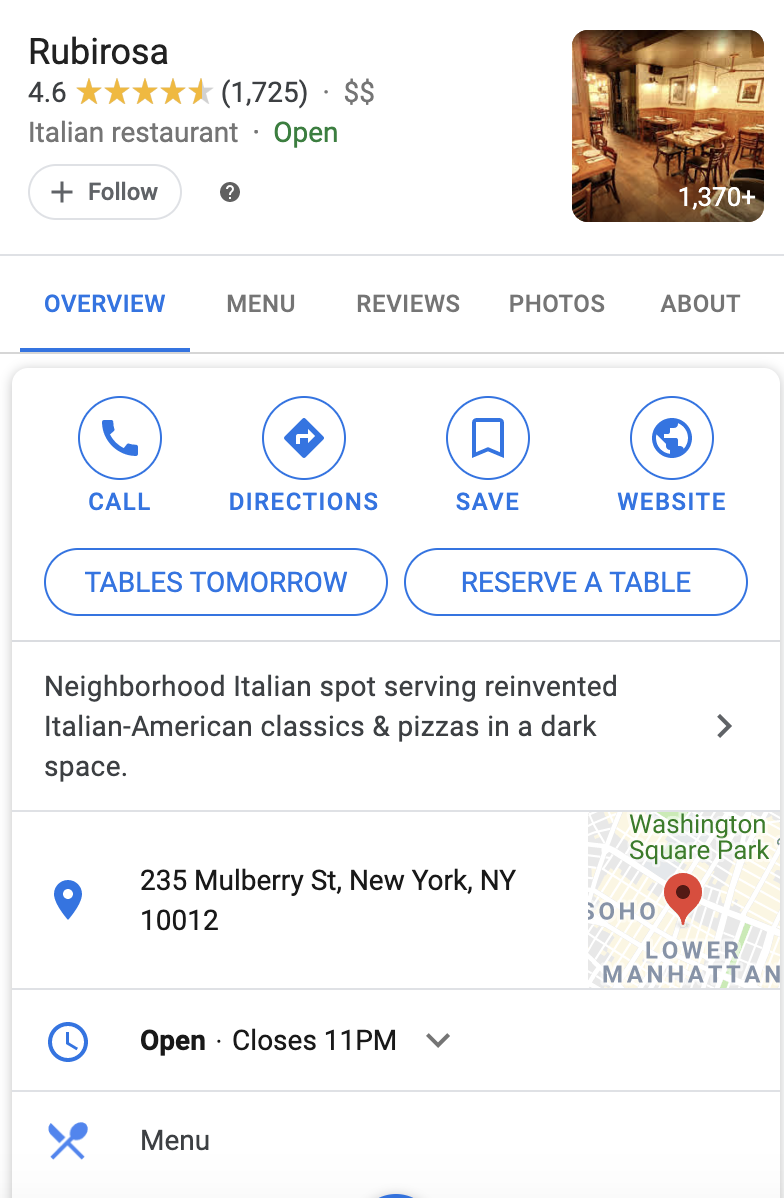 Rubirosa
4.6 (1,725) · $$
Italian restaurant · Open
+ Follow ?
1,370+
OVERVIEW MENU REVIEWS PHOTOS ABOUT
CALL DIRECTIONS SAVE WEBSITE
TABLES TOMORROW RESERVE A TABLE
Neighborhood Italian spot serving reinvented
Italian-American classics & pizzas in a dark
space.
235 Mulberry St, New York, NY
10012
Washington
Square Park
SOHO
LOWER
MANHATTAN
Open · Closes 11PM
Menu